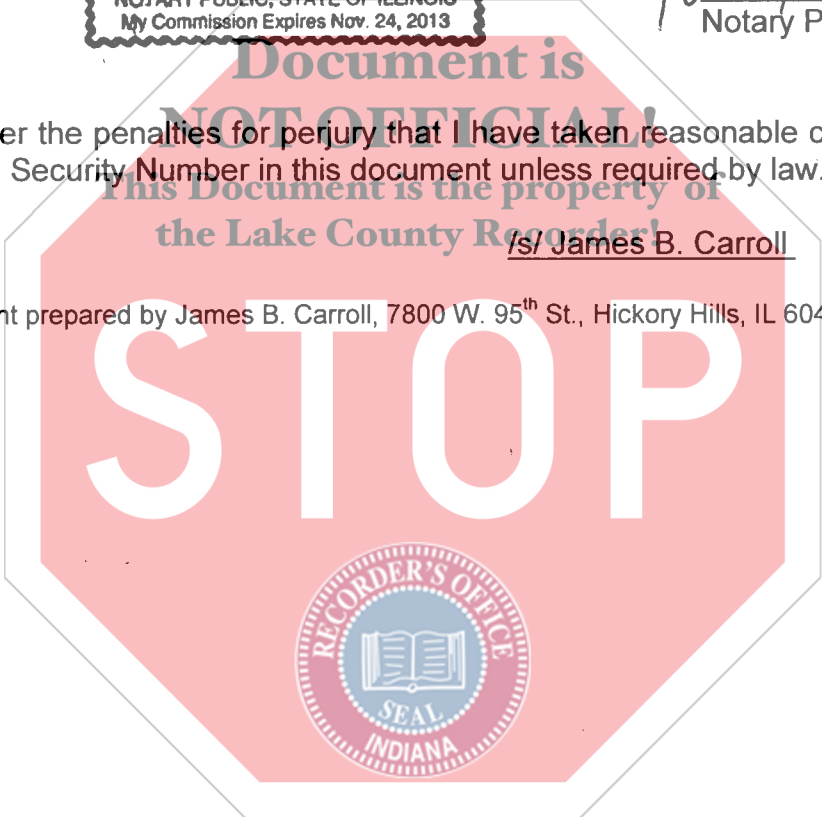 NOTARY PUBLIC, STATE OF ILLINOIS
My Commission Expires Nov. 24, 2013
Notary P
Document is
NOT OFFICIAL!
er the penalties for perjury that I have taken reasonable c
Security Number in this document unless required by law.
This Document is the property of
the Lake County Recorder!
/s/ James B. Carroll
nt prepared by James B. Carroll, 7800 W. 95th St., Hickory Hills, IL 604
STOP
RECORDER'S OFFICE
SEAL
INDIANA